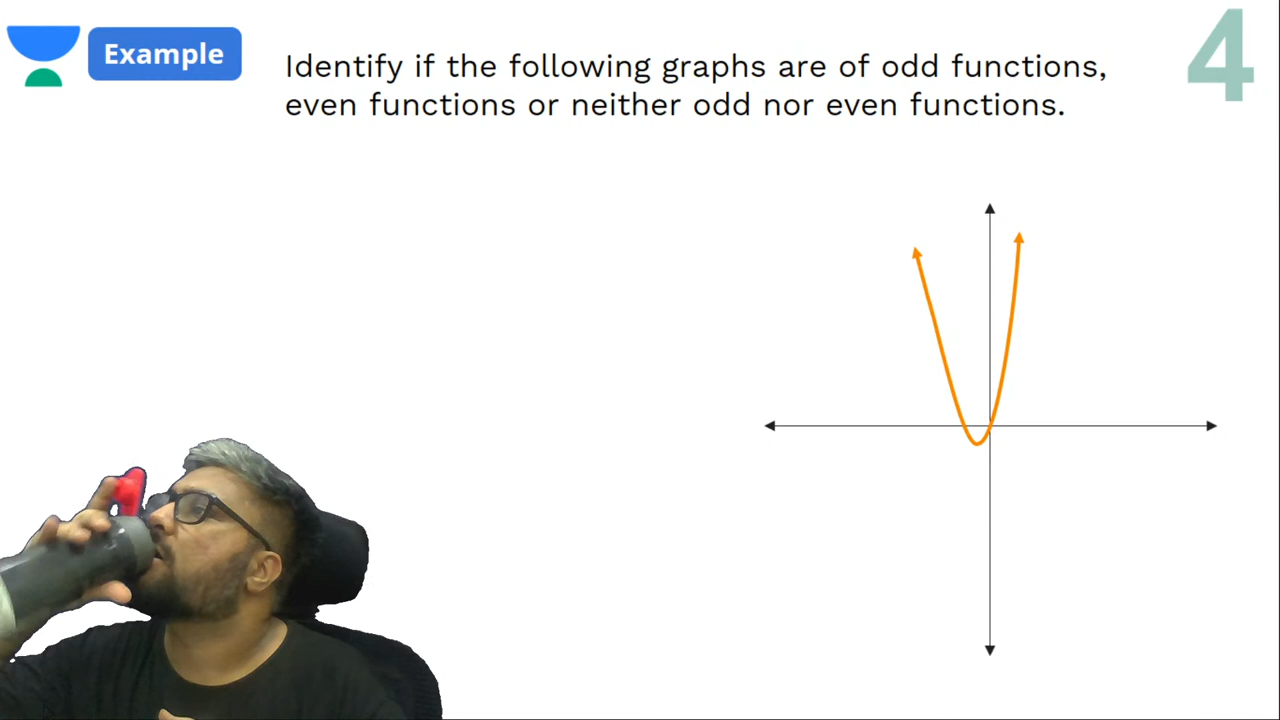 Example
Identify if the following graphs are of odd functions,
even functions or neither odd nor even functions.
4